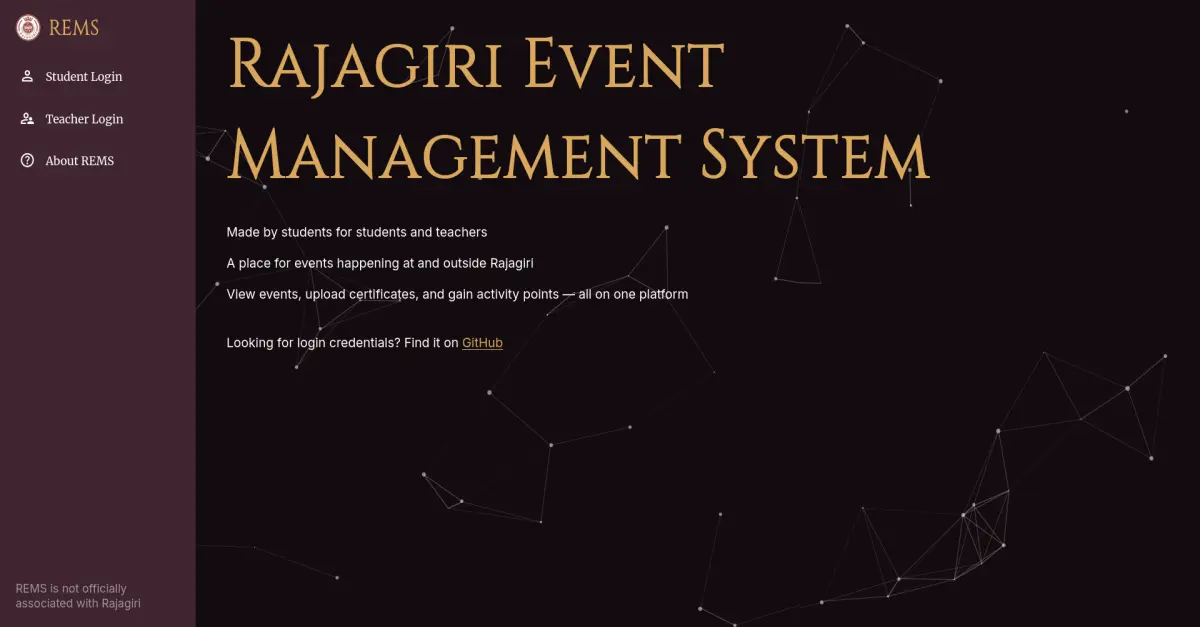 REMS
Student Login
Teacher Login
About REMS
REMS is not officially
associated with Rajagiri
Rajagiri Event
Management System
Made by students for students and teachers
A place for events happening at and outside Rajagiri
View events, upload certificates, and gain activity points — all on one platform
Looking for login credentials? Find it on GitHub